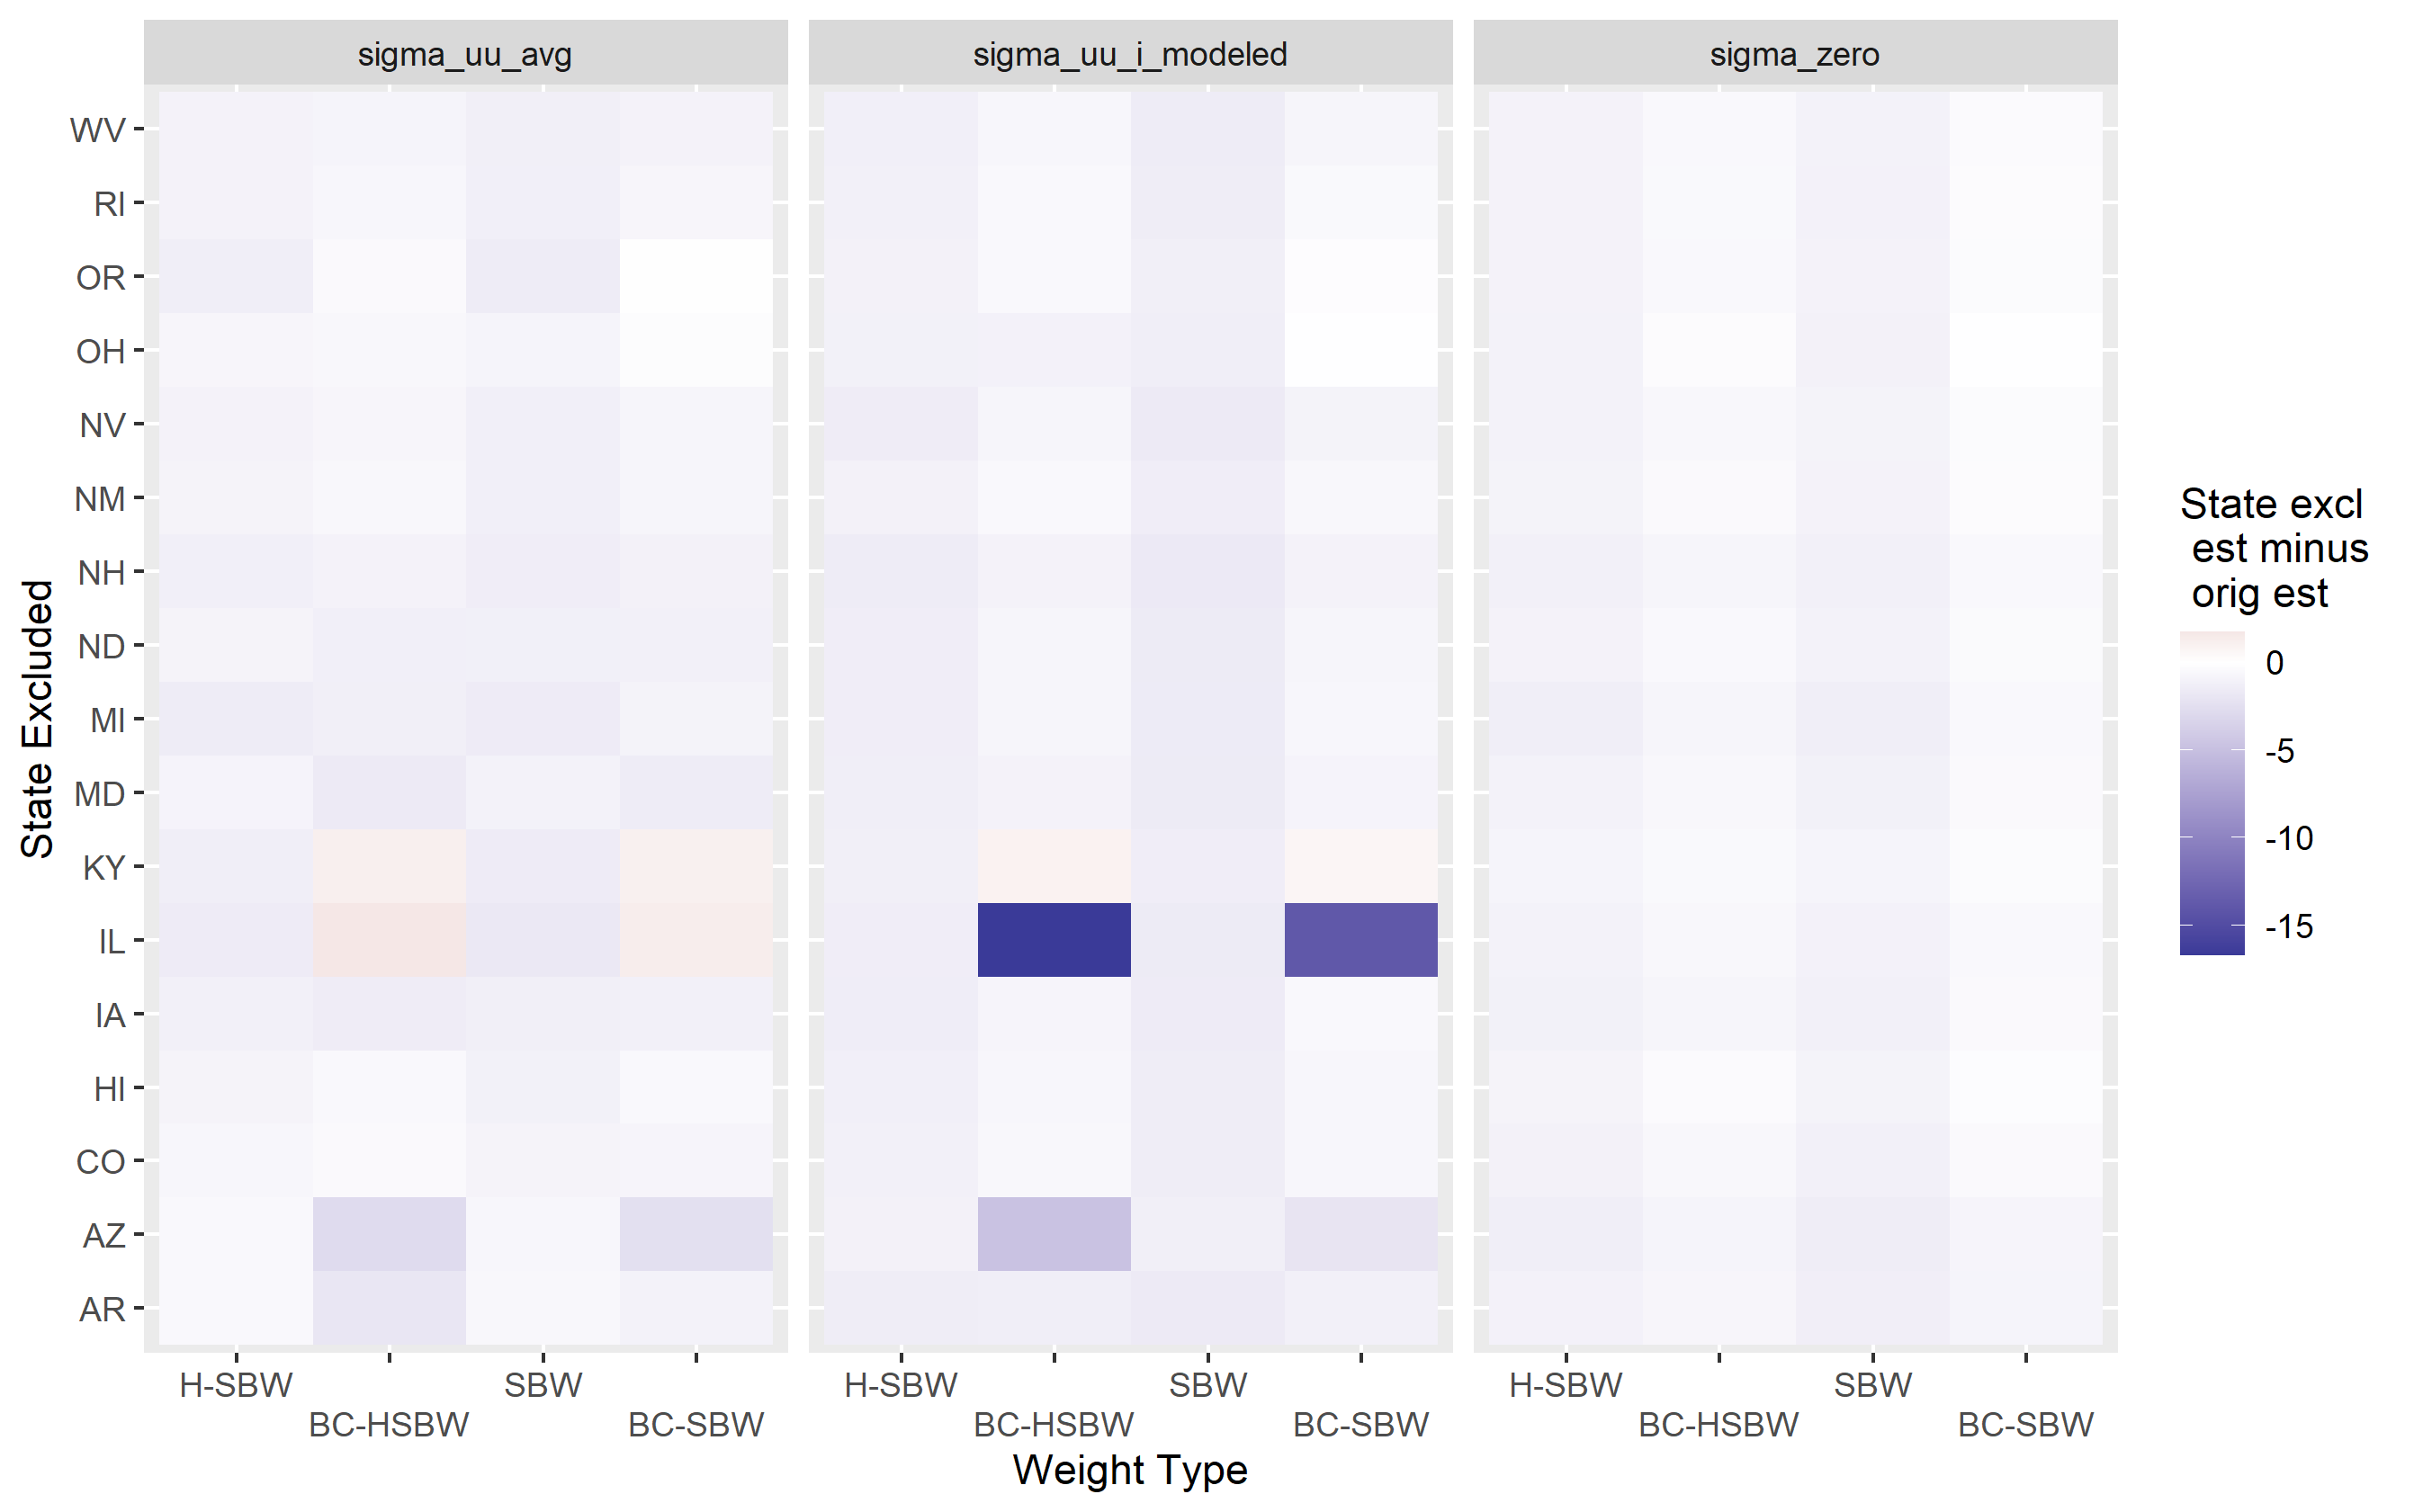 sigma_uu_avg sigma_uu_i_modeled sigma_zero
WV
RI
OR
OH
NV
NM
NH
ND
MI
MD
KY
IL
IA
HI
CO
AZ
AR
State Excluded
H-SBW SBW H-SBW SBW H-SBW SBW
BC-HSBW BC-SBW BC-HSBW BC-SBW BC-HSBW BC-SBW
Weight Type
State excl
est minus
orig est
0
-5
-10
-15